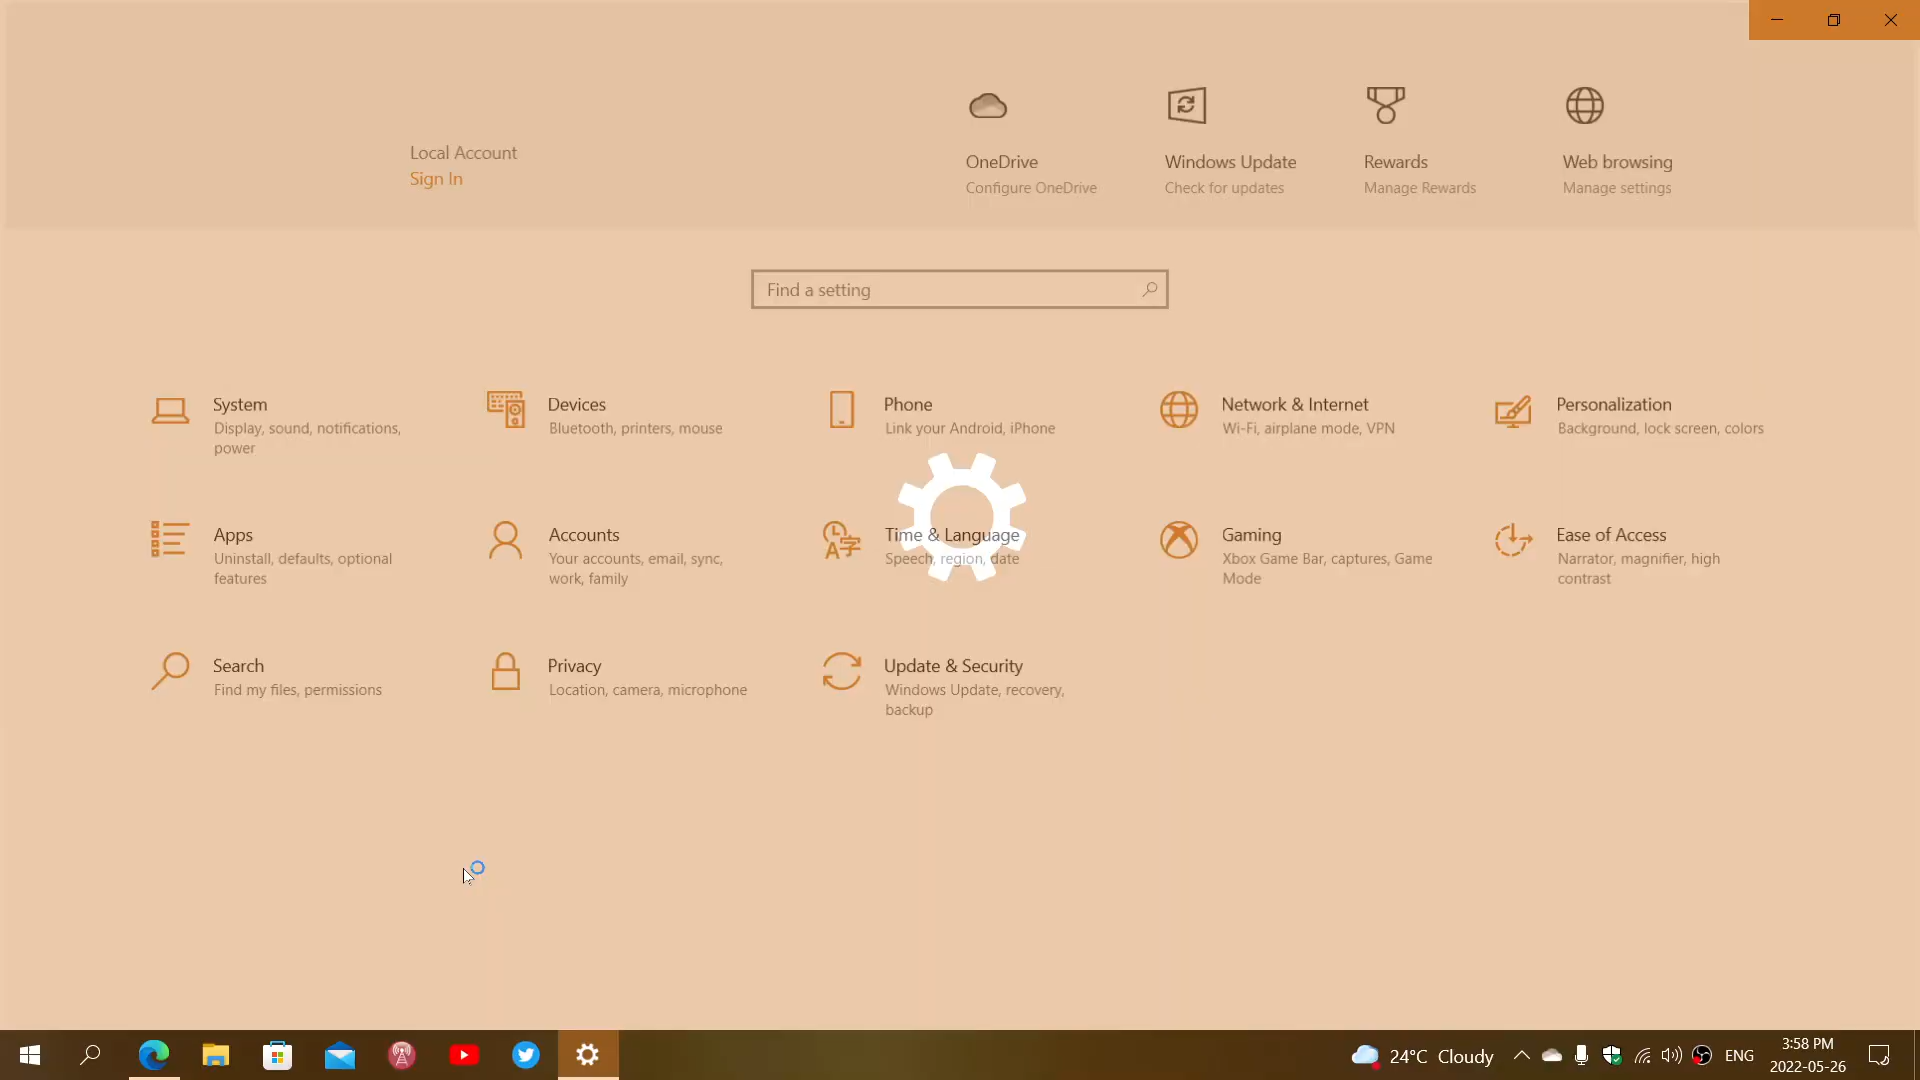 Local Account
Sign In
OneDrive
Configure OneDrive
Windows Update
Check for updates
Rewards
Manage Rewards
Web browsing
Manage settings
Find a setting
System
Display, sound, notifications,
power
Devices
Bluetooth, printers, mouse
Phone
Link your Android, iPhone
Network & Internet
Wi-Fi, airplane mode, VPN
Personalization
Background, lock screen, colors
Apps
Uninstall, defaults, optional
features
Accounts
Your accounts, email, sync,
work, family
Time & Language
Speech, region, date
Gaming
Xbox Game Bar, captures, Game
Mode
Ease of Access
Narrator, magnifier, high
contrast
Search
Find my files, permissions
Privacy
Location, camera, microphone
Update & Security
Windows Update, recovery,
backup
24°C Cloudy
ENG
3:58 PM
2022-05-26